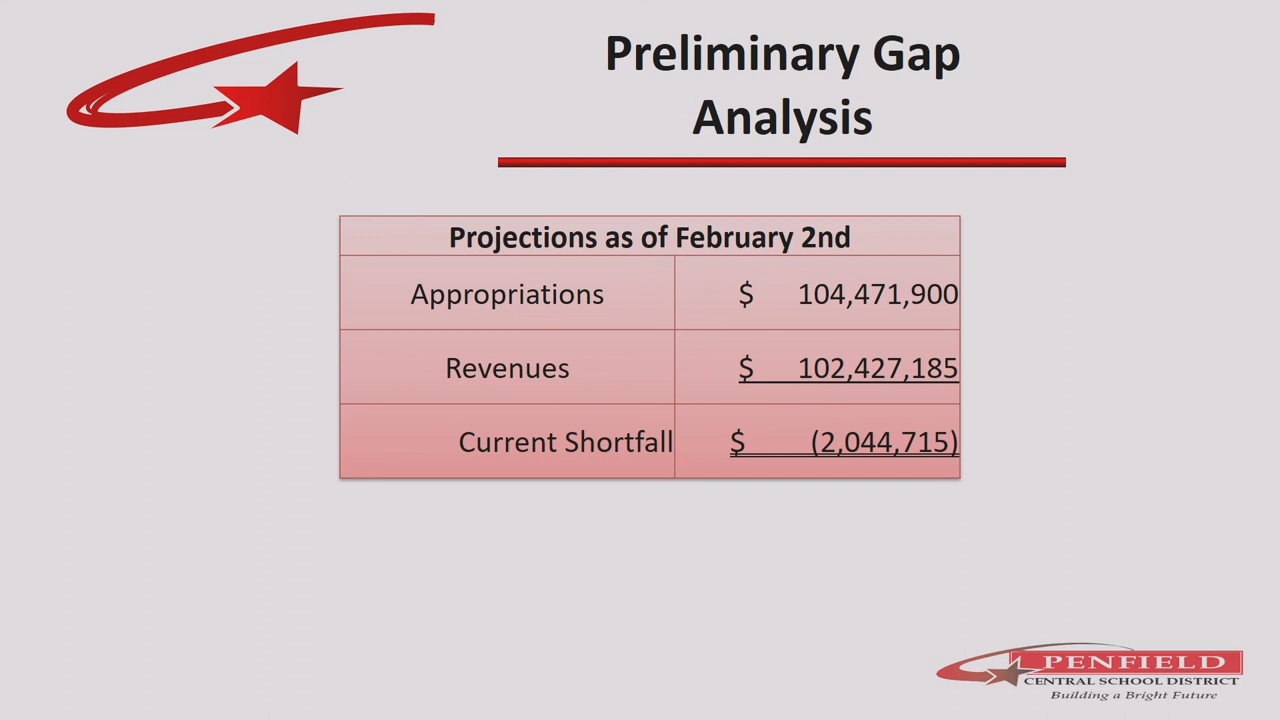 Preliminary Gap
Analysis
Projections as of February 2nd
Appropriations $ 104,471,900
Revenues $ 102,427,185
Current Shortfall $ (2,044,715)
PENFIELD
CENTRAL SCHOOL DISTRICT
Building a Bright Future